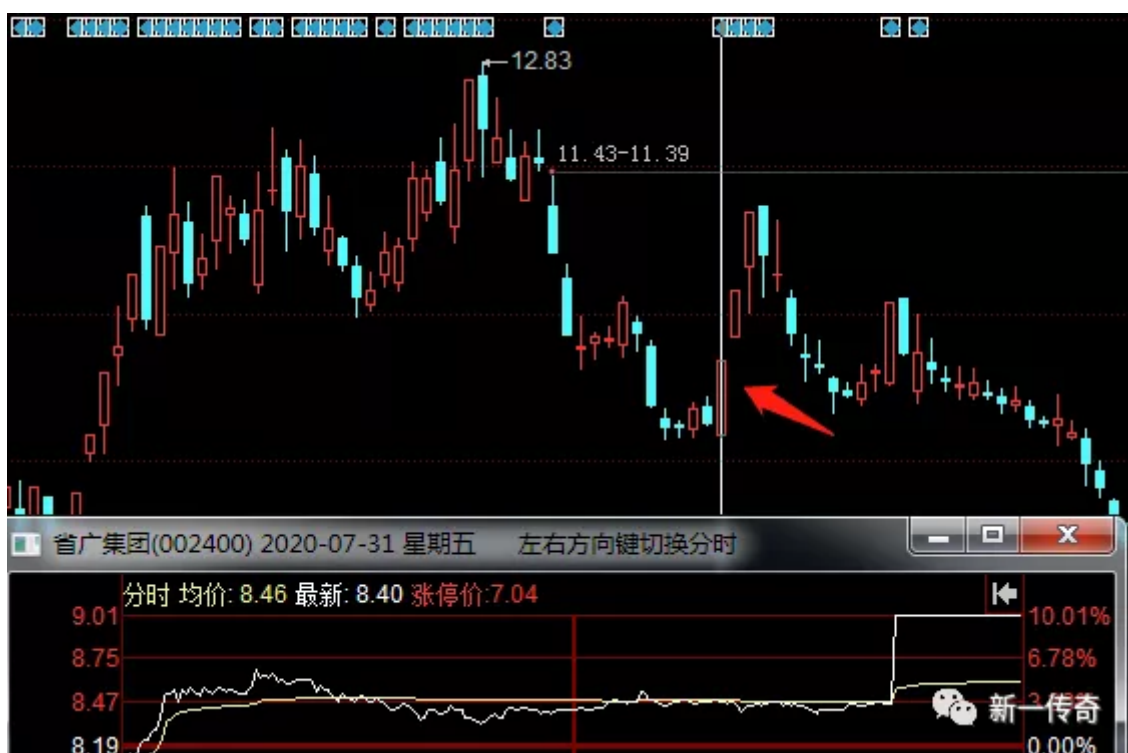 12.83
11.43-11.39
省广集团(002400) 2020-07-31 星期五 左右方向键切换分时
分时 均价: 8.46 最新: 8.40 涨停价:7.04
9.01 10.01%
8.75 6.78%
8.47
新一传奇
8.19 0.00%